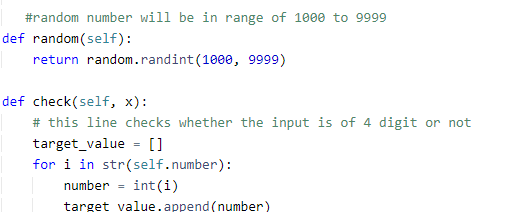 #random number will be in range of 1000 to 9999
def random(self):
return random.randint(1000, 9999)
def check(self, x):
# this line checks whether the input is of 4 digit or not
target_value = []
for i in str(self.number):
number = int(i)
target_value.append(number)